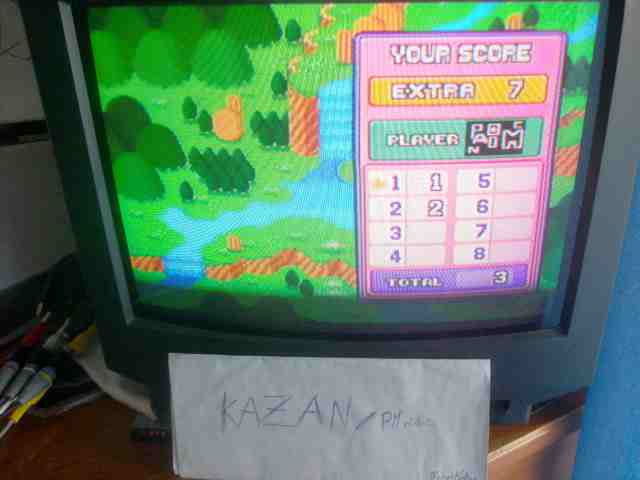 YOUR SCORE
EXTRA 7
PLAYER
1 1 5
2 2 6
3 7
4 8
TOTAL 3
KAZAN /